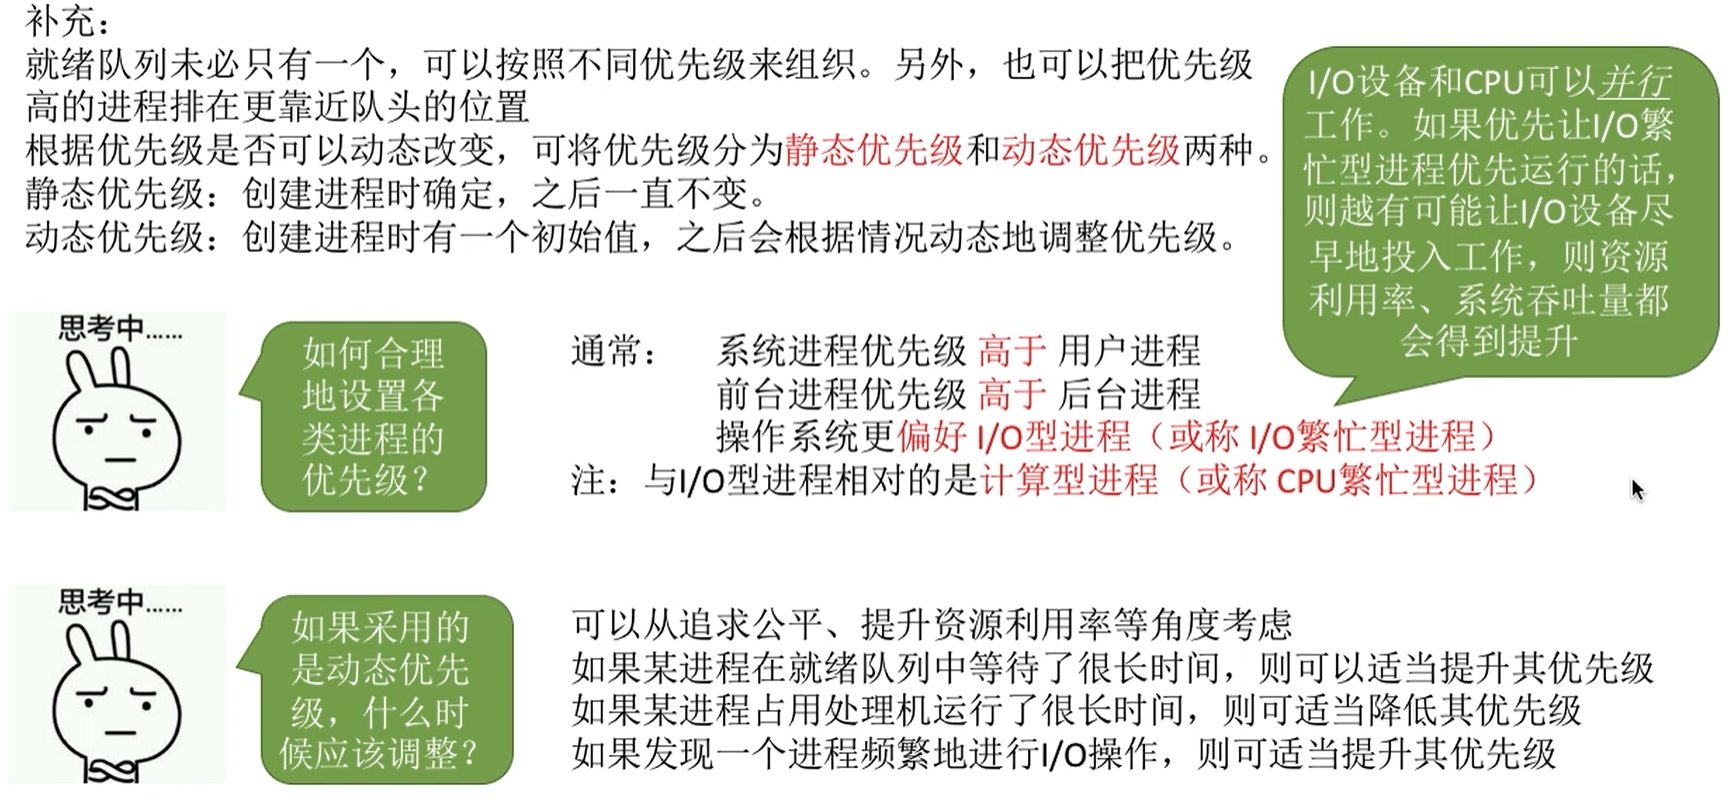 补充：
就绪队列未必只有一个，可以按照不同优先级来组织。另外，也可以把优先级
高的进程排在更靠近队头的位置
根据优先级是否可以动态改变，可将优先级分为静态优先级和动态优先级两种。
静态优先级：创建进程时确定，之后一直不变。
动态优先级：创建进程时有一个初始值，之后会根据情况动态地调整优先级。
I/O设备和CPU可以并行
工作。如果优先让I/O繁
忙型进程优先运行的话，
则越有可能让I/O设备尽
早地投入工作，则资源
利用率、系统吞吐量都
会得到提升
思考中......
如何合理
地设置各
类进程的
优先级？
通常： 系统进程优先级 高于 用户进程
前台进程优先级 高于 后台进程
操作系统更偏好 I/O型进程（或称 I/O繁忙型进程）
注：与I/O型进程相对的是计算型进程（或称 CPU繁忙型进程）
思考中......
如果采用的
是动态优先
级，什么时
候应该调整？
可以从追求公平、提升资源利用率等角度考虑
如果某进程在就绪队列中等待了很长时间，则可以适当提升其优先级
如果某进程占用处理机运行了很长时间，则可适当降低其优先级
如果发现一个进程频繁地进行I/O操作，则可适当提升其优先级